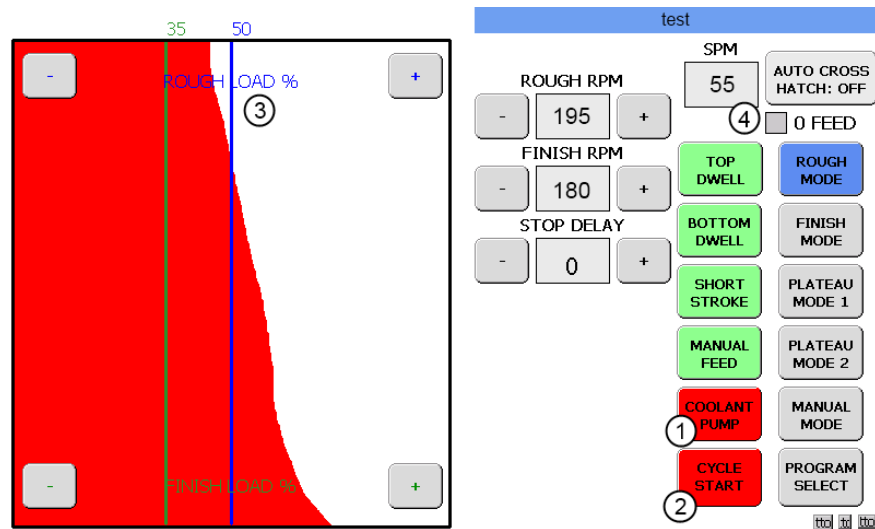 35 50
- ROUGH LOAD % +
3
- FINISH LOAD % +
test
SPM
55
AUTO CROSS
HATCH: OFF
4
0 FEED
ROUGH RPM
- 195 +
FINISH RPM
- 180 +
STOP DELAY
- 0 +
TOP
DWELL
ROUGH
MODE
BOTTOM
DWELL
FINISH
MODE
SHORT
STROKE
PLATEAU
MODE 1
MANUAL
FEED
PLATEAU
MODE 2
COOLANT
PUMP
1
MANUAL
MODE
CYCLE
START
2
PROGRAM
SELECT